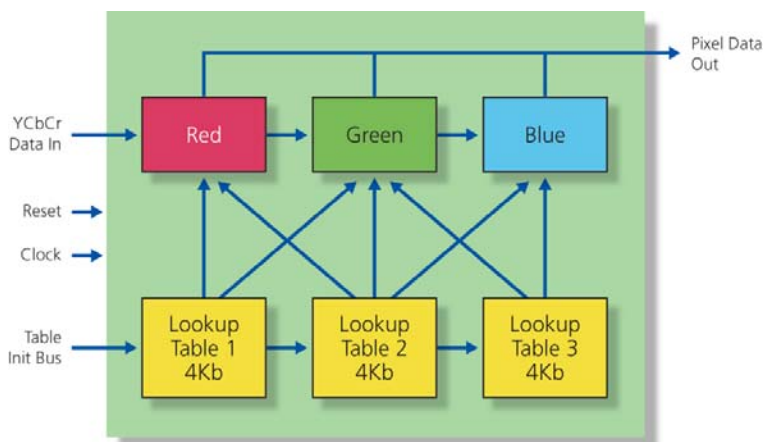 Pixel Data
Out
YCbCr
Data In
Red
Green
Blue
Reset
Clock
Table
Init Bus
Lookup
Table 1
4Kb
Lookup
Table 2
4Kb
Lookup
Table 3
4Kb